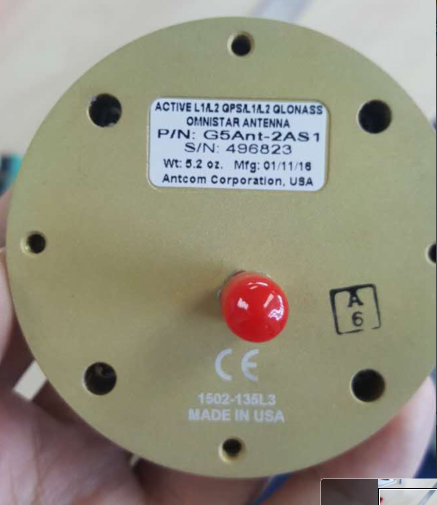 ACTIVE L1/L2 GPS/L1/L2 GLONASS
OMNISTAR ANTENNA
P/N: G5Ant-2AS1
S/N: 496823
Wt: 5.2 oz. Mfg: 01/11/16
Antcom Corporation, USA
A
6
CE
1502-135L3
MADE IN USA